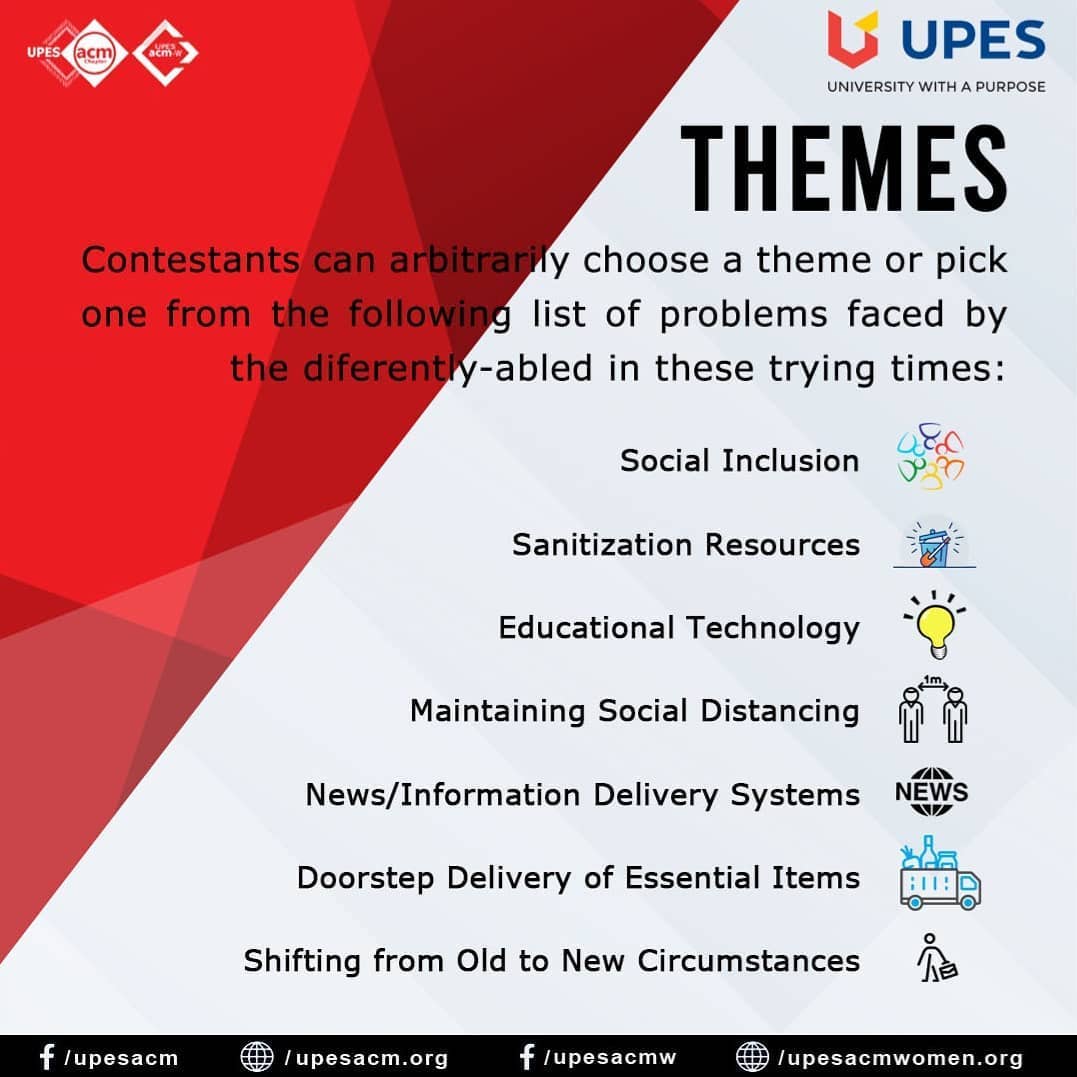 UPES acm Chapter
UPES acm-w
UPES
UNIVERSITY WITH A PURPOSE
THEMES
Contestants can arbitrarily choose a theme or pick
one from the following list of problems faced by
the diferently-abled in these trying times:
Social Inclusion
Sanitization Resources
Educational Technology
1m
Maintaining Social Distancing
News/Information Delivery Systems NEWS
Doorstep Delivery of Essential Items
Shifting from Old to New Circumstances
f /upesacm /upesacm.org f /upesacmw /upesacmwomen.org